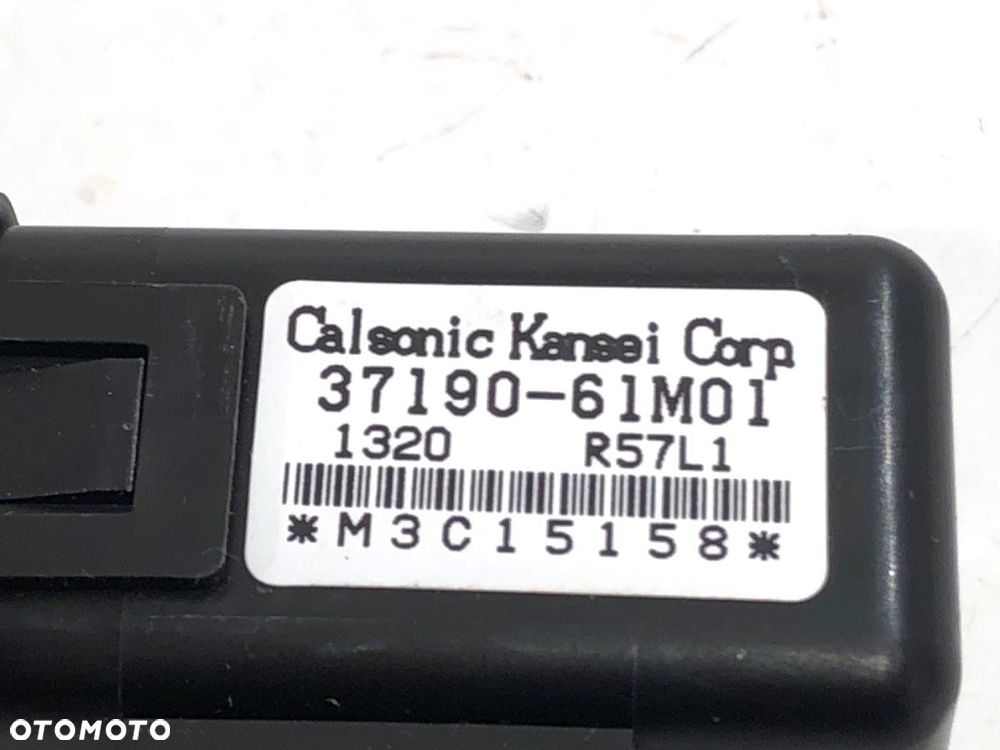 Calsonic Kansei Corp
37190-61M01
1320 R57L1
*M3C15158*
OTOMOTO